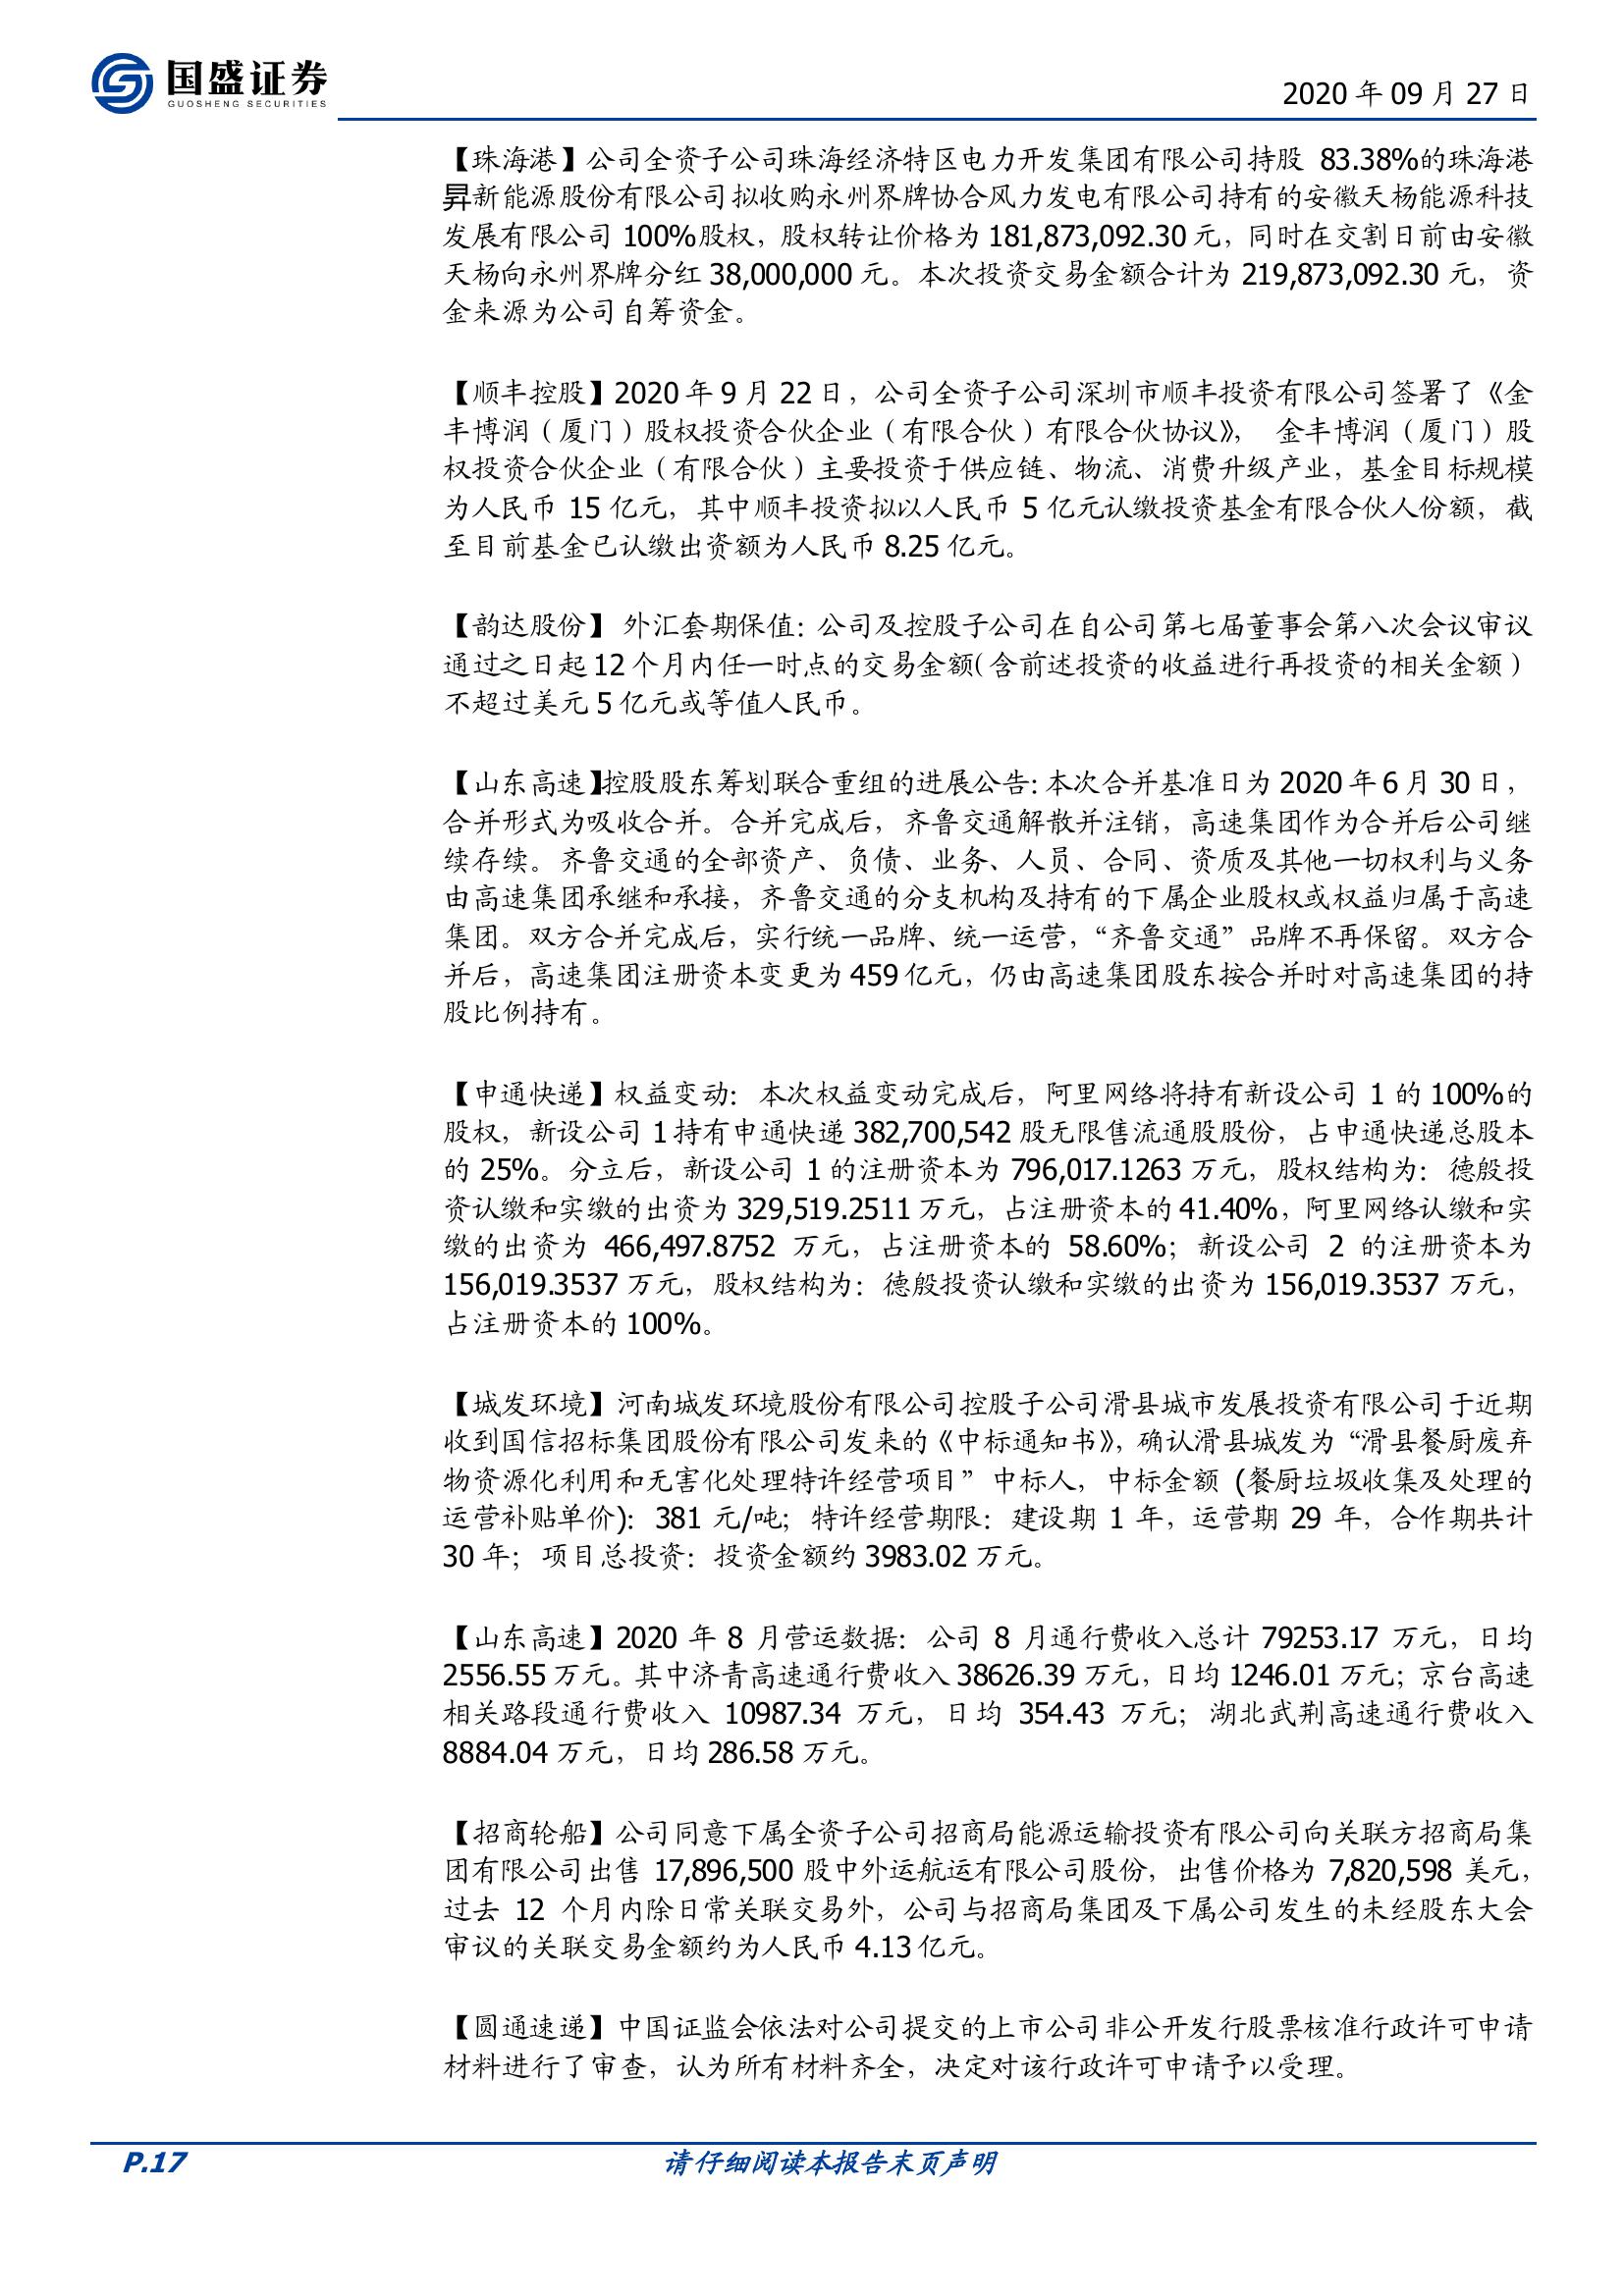 国盛证券
GUOSHENG SECURITIES
2020 年 09 月 27 日
【珠海港】公司全资子公司珠海经济特区电力开发集团有限公司持股 83.38%的珠海港
昇新能源股份有限公司拟收购永州界牌协合风力发电有限公司持有的安徽天杨能源科技
发展有限公司 100%股权，股权转让价格为 181,873,092.30 元，同时在交割日前由安徽
天杨向永州界牌分红 38,000,000 元。本次投资交易金额合计为 219,873,092.30 元，资
金来源为公司自筹资金。
【顺丰控股】2020 年 9 月 22 日，公司全资子公司深圳市顺丰投资有限公司签署了《金
丰博润（厦门）股权投资合伙企业（有限合伙）有限合伙协议》， 金丰博润（厦门）股
权投资合伙企业（有限合伙）主要投资于供应链、物流、消费升级产业，基金目标规模
为人民币 15 亿元，其中顺丰投资拟以人民币 5 亿元认缴投资基金有限合伙人份额，截
至目前基金已认缴出资额为人民币 8.25 亿元。
【韵达股份】 外汇套期保值：公司及控股子公司在自公司第七届董事会第八次会议审议
通过之日起 12 个月内任一时点的交易金额（含前述投资的收益进行再投资的相关金额）
不超过美元 5 亿元或等值人民币。
【山东高速】控股股东筹划联合重组的进展公告：本次合并基准日为 2020 年 6 月 30 日，
合并形式为吸收合并。合并完成后，齐鲁交通解散并注销，高速集团作为合并后公司继
续存续。齐鲁交通的全部资产、负债、业务、人员、合同、资质及其他一切权利与义务
由高速集团承继和承接，齐鲁交通的分支机构及持有的下属企业股权或权益归属于高速
集团。双方合并完成后，实行统一品牌、统一运营，“齐鲁交通”品牌不再保留。双方合
并后，高速集团注册资本变更为 459 亿元，仍由高速集团股东按合并时对高速集团的持
股比例持有。
【申通快递】权益变动：本次权益变动完成后，阿里网络将持有新设公司 1 的 100%的
股权，新设公司 1 持有申通快递 382,700,542 股无限售流通股股份，占申通快递总股本
的 25%。分立后，新设公司 1 的注册资本为 796,017.1263 万元，股权结构为：德殷投
资认缴和实缴的出资为 329,519.2511 万元，占注册资本的 41.40%，阿里网络认缴和实
缴的出资为 466,497.8752 万元，占注册资本的 58.60%；新设公司 2 的注册资本为
156,019.3537 万元，股权结构为：德殷投资认缴和实缴的出资为 156,019.3537 万元，
占注册资本的 100%。
【城发环境】河南城发环境股份有限公司控股子公司滑县城市发展投资有限公司于近期
收到国信招标集团股份有限公司发来的《中标通知书》，确认滑县城发为“滑县餐厨废弃
物资源化利用和无害化处理特许经营项目”中标人，中标金额 (餐厨垃圾收集及处理的
运营补贴单价)：381 元/吨；特许经营期限：建设期 1 年，运营期 29 年，合作期共计
30 年；项目总投资：投资金额约 3983.02 万元。
【山东高速】2020 年 8 月营运数据：公司 8 月通行费收入总计 79253.17 万元，日均
2556.55 万元。其中济青高速通行费收入 38626.39 万元，日均 1246.01 万元；京台高速
相关路段通行费收入 10987.34 万元，日均 354.43 万元；湖北武荆高速通行费收入
8884.04 万元，日均 286.58 万元。
【招商轮船】公司同意下属全资子公司招商局能源运输投资有限公司向关联方招商局集
团有限公司出售 17,896,500 股中外运航运有限公司股份，出售价格为 7,820,598 美元，
过去 12 个月内除日常关联交易外，公司与招商局集团及下属公司发生的未经股东大会
审议的关联交易金额约为人民币 4.13 亿元。
【圆通速递】中国证监会依法对公司提交的上市公司非公开发行股票核准行政许可申请
材料进行了审查，认为所有材料齐全，决定对该行政许可申请予以受理。
P.17
请仔细阅读本报告末页声明